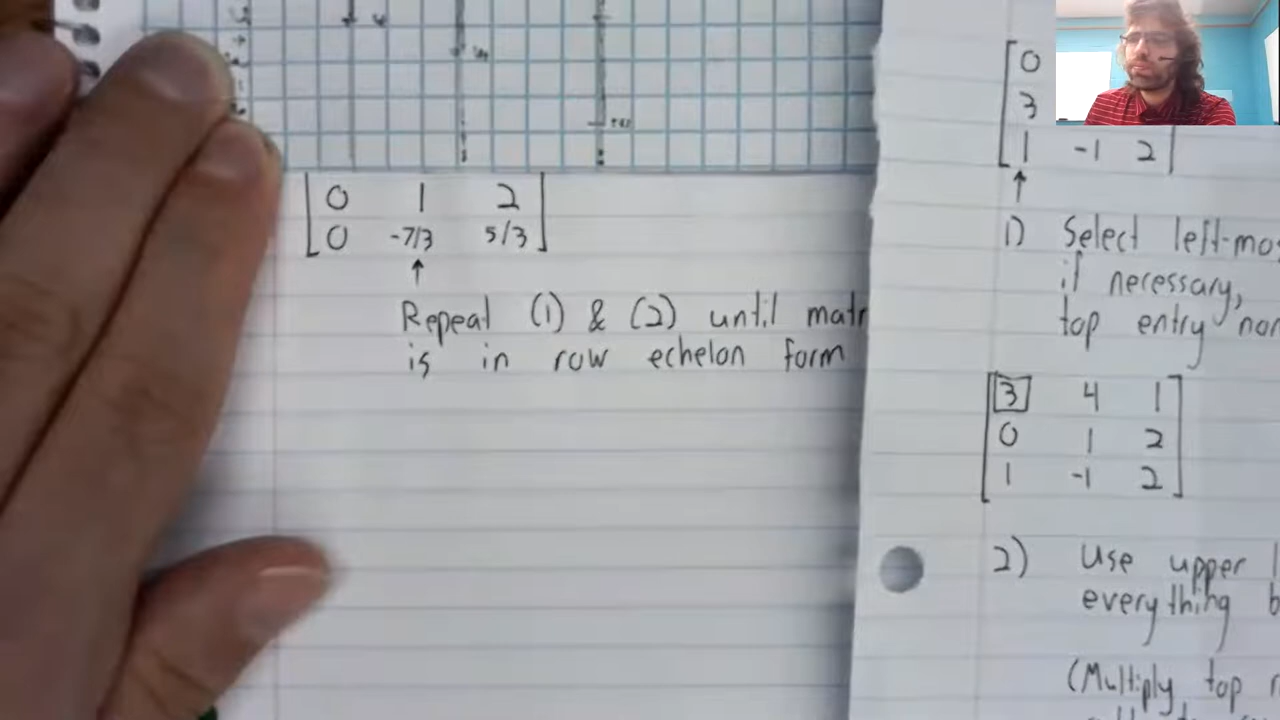 0 1 2
0 -7/3 5/3
Repeat (1) & (2) until matr
is in row echelon form
0
3
1 -1 2
1) Select left-mos
if necessary,
top entry non
3 4 1
0 1 2
1 -1 2
2) Use upper l
everything b
(Multiply top r